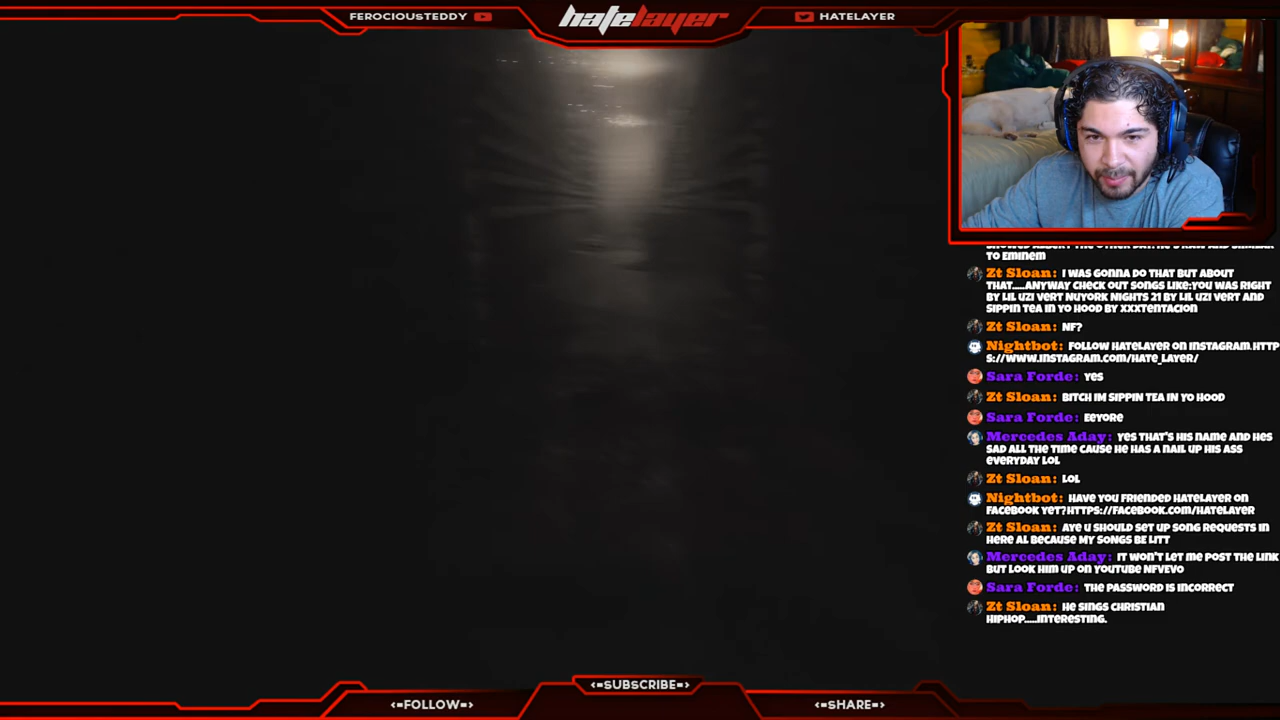 FEROCIOUSTEDDY
hatelayer
HATELAYER
TO EMINEM
Zt Sloan: I WAS GONNA DO THAT BUT ABOUT
THAT.....ANYWAY CHECK OUT SONGS LIKE:YOU WAS RIGHT
BY LIL UZI VERT NUYORK NIGHTS 21 BY LIL UZI VERT AND
SIPPIN TEA IN YO HOOD BY XXXTENTACION
Zt Sloan: NF?
Nightbot: FOLLOW HATELAYER ON INSTAGRAM.HTTP
S://WWW.INSTAGRAM.COM/HATE_LAYER/
Sara Forde: YES
Zt Sloan: BITCH IM SIPPIN TEA IN YO HOOD
Sara Forde: EEYORE
Mercedes Aday: YES THAT'S HIS NAME AND HES
SAD ALL THE TIME CAUSE HE HAS A NAIL UP HIS ASS
EVERYDAY LOL
Zt Sloan: LOL
Nightbot: HAVE YOU FRIENDED HATELAYER ON
FACEBOOK YET?HTTPS://FACEBOOK.COM/HATELAYER
Zt Sloan: AYE U SHOULD SET UP SONG REQUESTS IN
HERE AL BECAUSE MY SONGS BE LITT
Mercedes Aday: IT WON'T LET ME POST THE LINK
BUT LOOK HIM UP ON YOUTUBE NFVEVO
Sara Forde: THE PASSWORD IS INCORRECT
Zt Sloan: HE SINGS CHRISTIAN
HIPHOP.....INTERESTING.
<=SUBSCRIBE=>
<=FOLLOW=>
<=SHARE=>